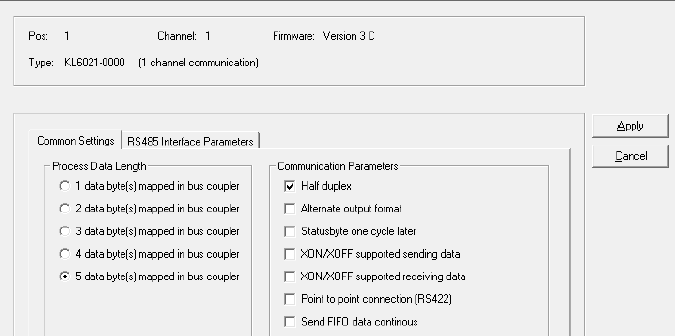 Pos: 1 Channel: 1 Firmware: Version 3 C
Type: KL6021-0000 (1 channel communication)
Apply
Cancel
Common Settings RS485 Interface Parameters
Process Data Length
1 data byte(s) mapped in bus coupler
2 data byte(s) mapped in bus coupler
3 data byte(s) mapped in bus coupler
4 data byte(s) mapped in bus coupler
5 data byte(s) mapped in bus coupler
Communication Parameters
Half duplex
Alternate output format
Statusbyte one cycle later
XON/XOFF supported sending data
XON/XOFF supported receiving data
Point to point connection (RS422)
Send FIFO data continous